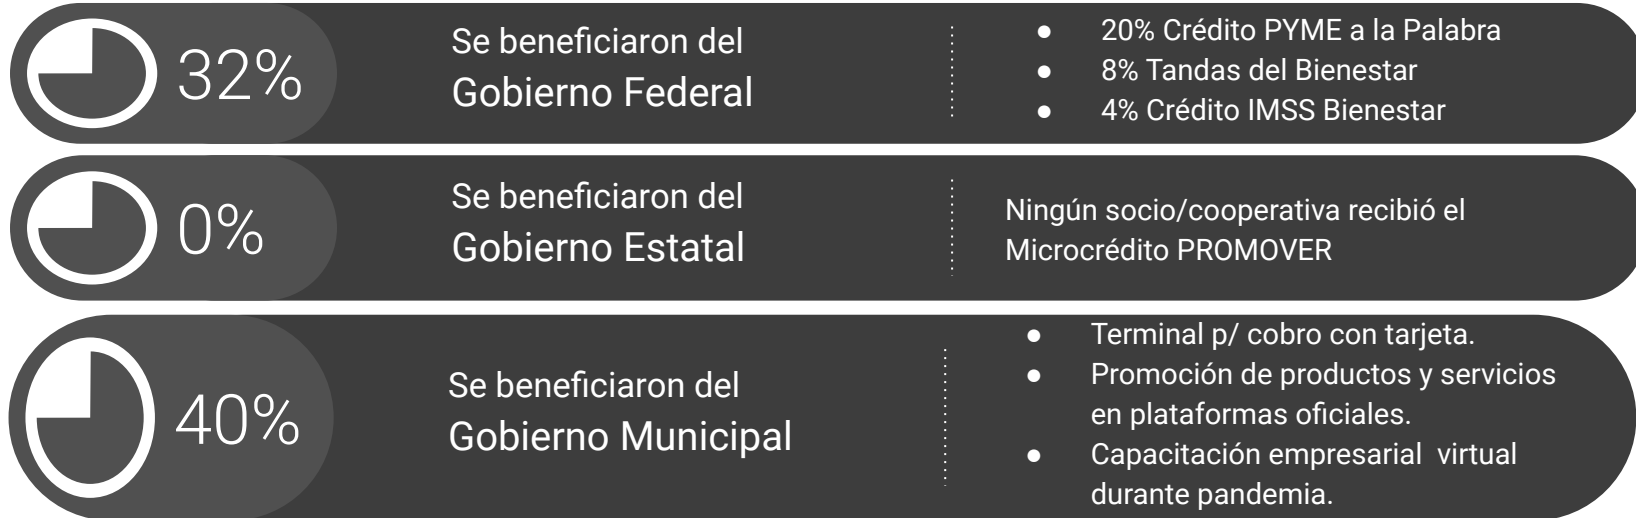 32%
Se beneficiaron del
Gobierno Federal
● 20% Crédito PYME a la Palabra
● 8% Tandas del Bienestar
● 4% Crédito IMSS Bienestar
0%
Se beneficiaron del
Gobierno Estatal
Ningún socio/cooperativa recibió el
Microcrédito PROMOVER
40%
Se beneficiaron del
Gobierno Municipal
● Terminal p/ cobro con tarjeta.
● Promoción de productos y servicios
en plataformas oficiales.
● Capacitación empresarial virtual
durante pandemia.